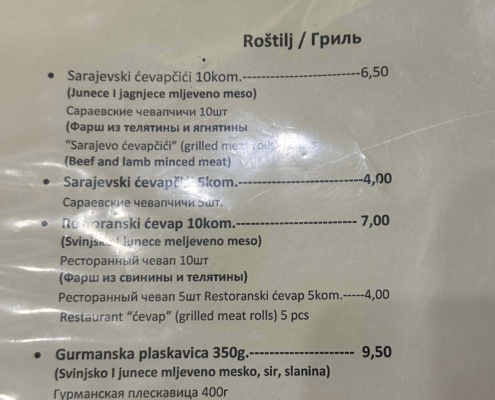 Roštilj / Гриль
• Sarajevski ćevapčići 10kom.--------------------------6,50
(Junece I jagnjece mljeveno meso)
Сараевские чевапчичи 10шт
(Фарш из телятины и ягнятины
"Sarajevo ćevapčići" (grilled meat
(Beef and lamb minced meat)
• Sarajevski 5kom.----------------------------4,00
Сараевские чевапчичи 5шт.
• ćevap 10kom.--------------------------- 7,00
(Svinjsko I junece meljeveno meso)
Ресторанный чевап 10шт
(Фарш из свинины и телятины)
Ресторанный чевап 5шт Restoranski ćevap 5kom.-----4,00
Restaurant "ćevap" (grilled meat rolls) 5 pcs
• Gurmanska plaskavica 350g.----------------------- 9,50
(Svinjsko I junece mljeveno mesko, sir, slanina)
Гурманская плескавица 400г